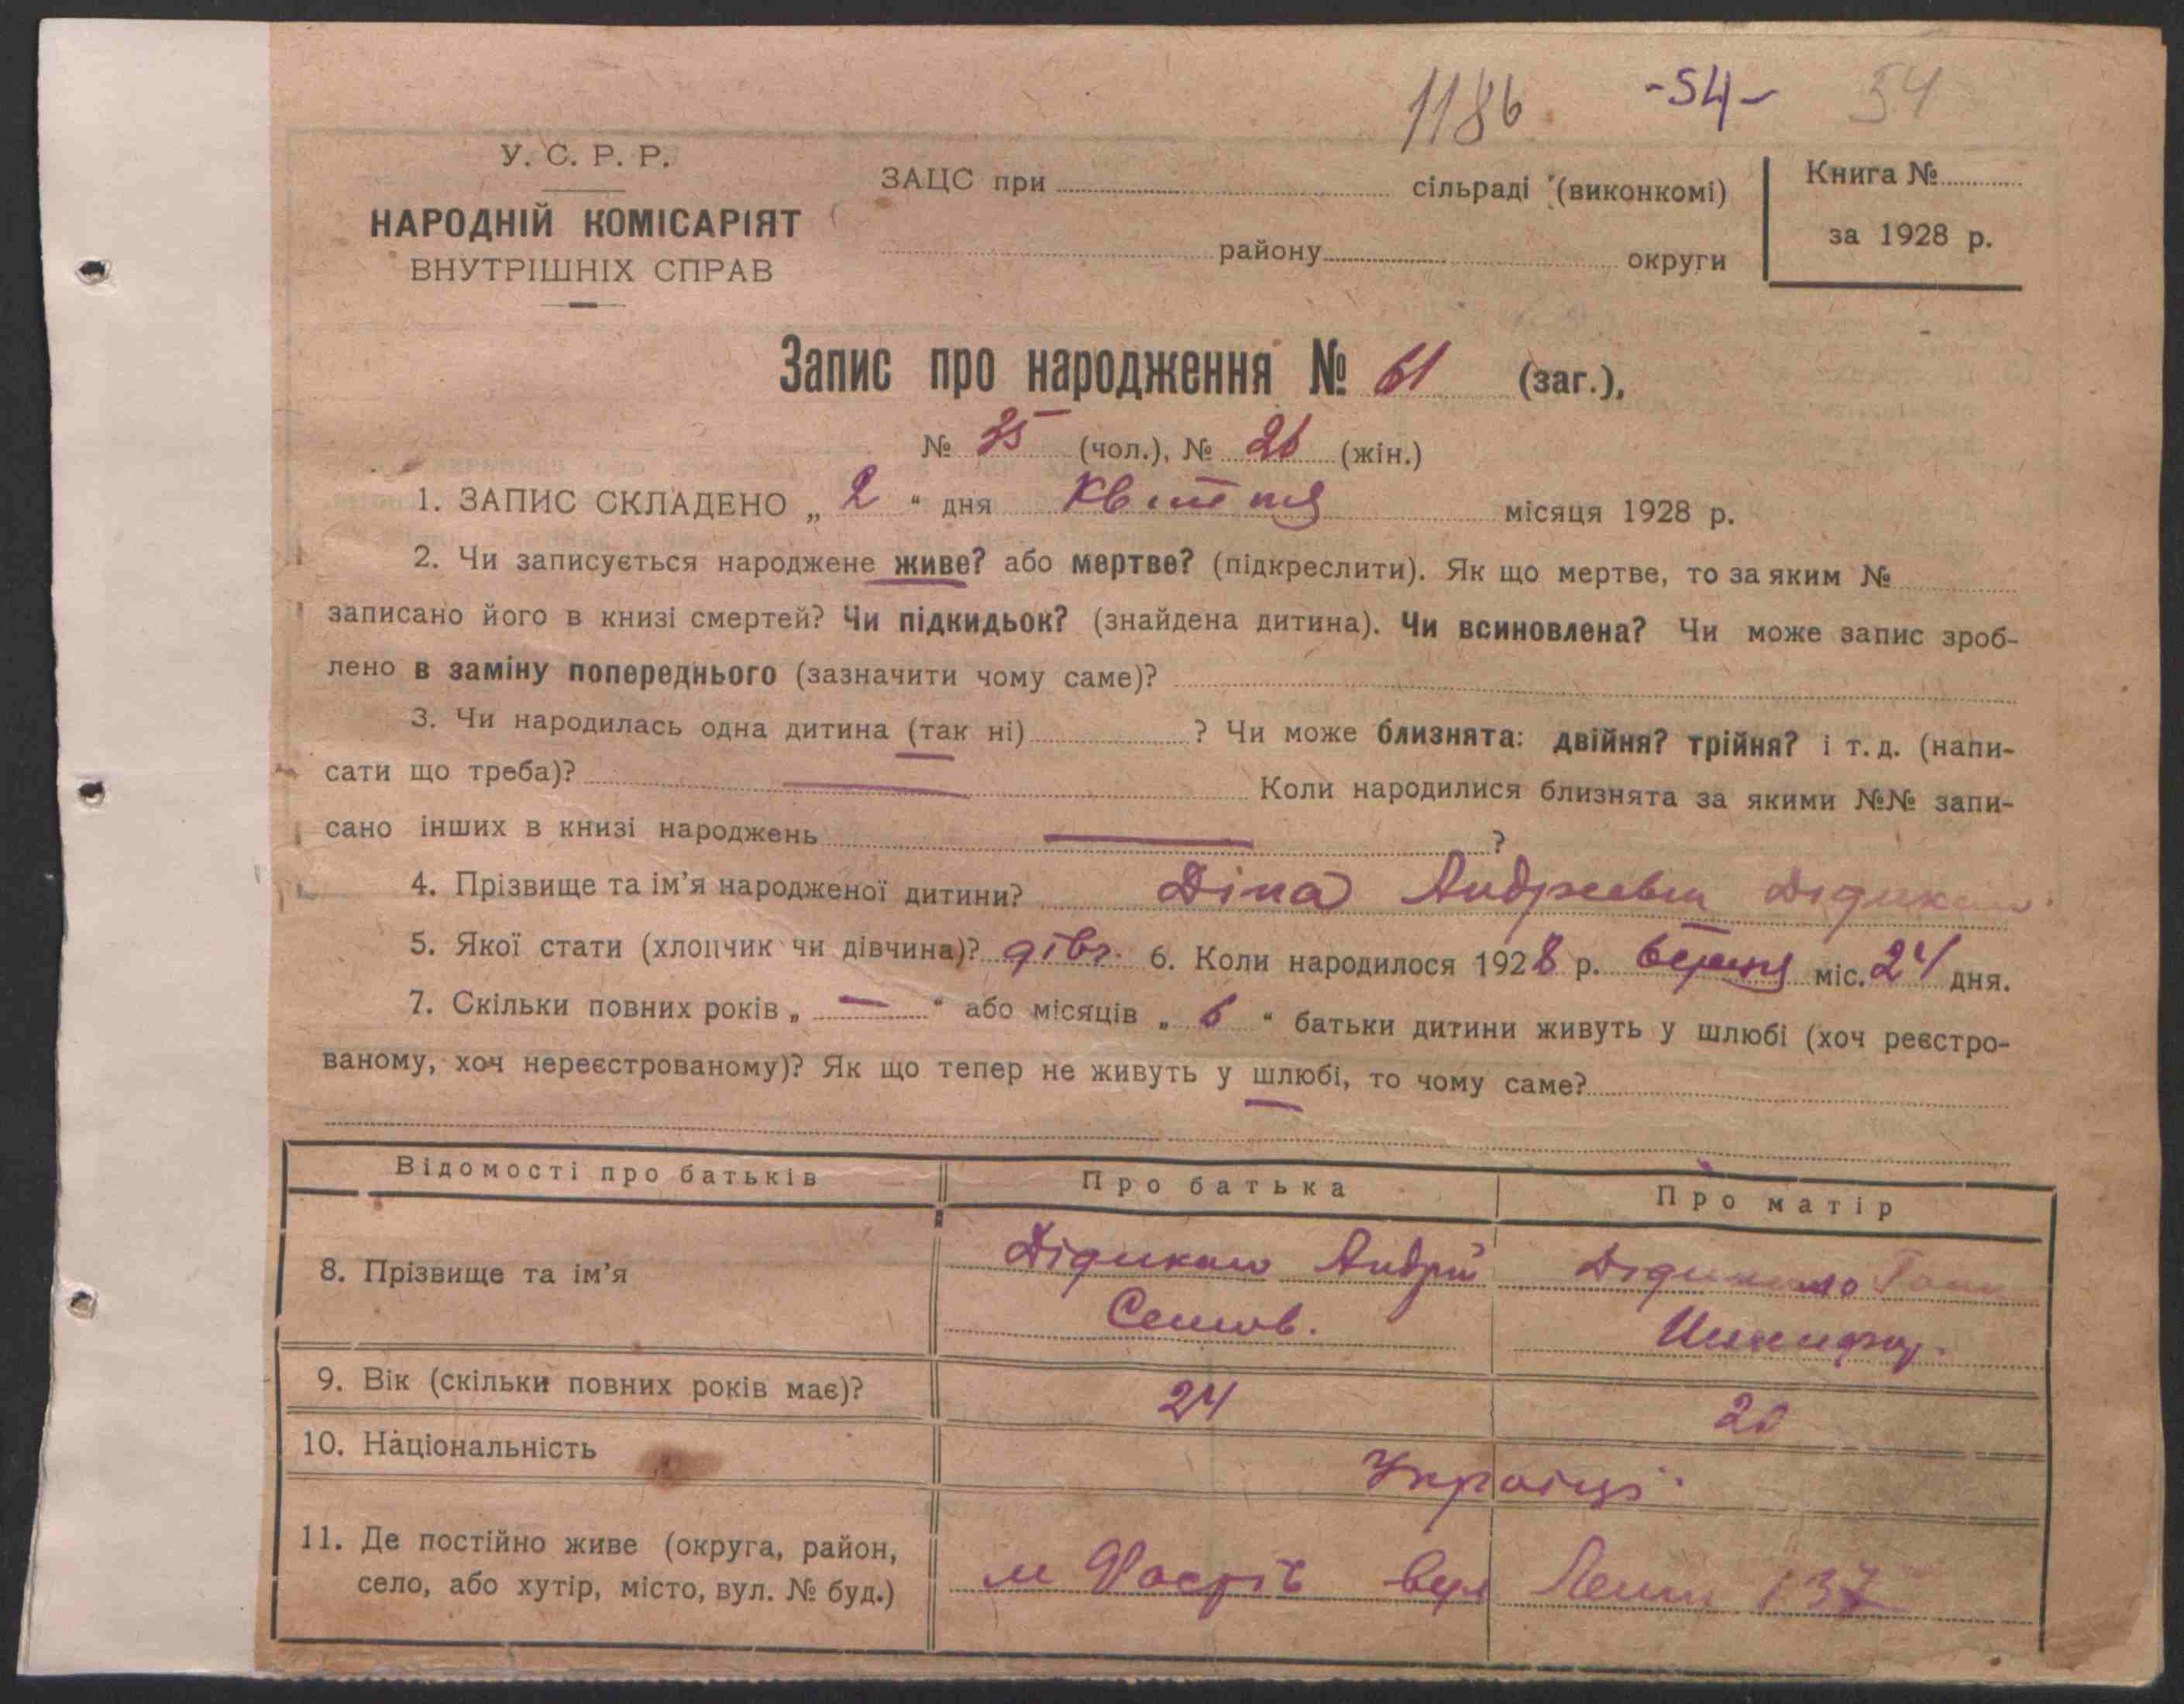 1186 -54- 54
У. С. Р. Р.
НАРОДНІЙ КОМІСАРІЯТ
ВНУТРІШНІХ СПРАВ
ЗАЦС при сільраді (виконкомі)
району округи
Книга №
за 1928 р.
Запис про народження № 61 (заг.),
№ 35 (чол.), № 26 (жін.)
1. ЗАПИС СКЛАДЕНО „ 2 “ дня Квітня місяця 1928 р.
2. Чи записується народжене живе? або мертве? (підкреслити). Як що мертве, то за яким №
записано його в книзі смертей? Чи підкидьок? (знайдена дитина). Чи всиновлена? Чи може запис зроб-
лено в заміну попереднього (зазначити чому саме)?
3. Чи народилась одна дитина (так ні) ? Чи може близнята: двійня? трійня? і т. д. (напи-
сати що треба)? Коли народилися близнята за якими №№ запи-
сано інших в книзі народжень ?
4. Прізвище та ім’я народженої дитини? Діна
5. Якої стати (хлопчик чи дівчина)? дівч. 6. Коли народилося 1928 р. березня міс. 24 дня.
7. Скільки повних років „ — “ або місяців „ 6 “ батьки дитини живуть у шлюбі (хоч реєстро-
ваному, хоч нереєстрованому)? Як що тепер не живуть у шлюбі, то чому саме?
Відомості про батьків Про батька Про матір
8. Прізвище та ім’я Андрій
9. Вік (скільки повних років має)? 24 20
10. Національність Українці
11. Де постійно живе (округа, район,
село, або хутір, місто, вул. № буд.) м вул 137